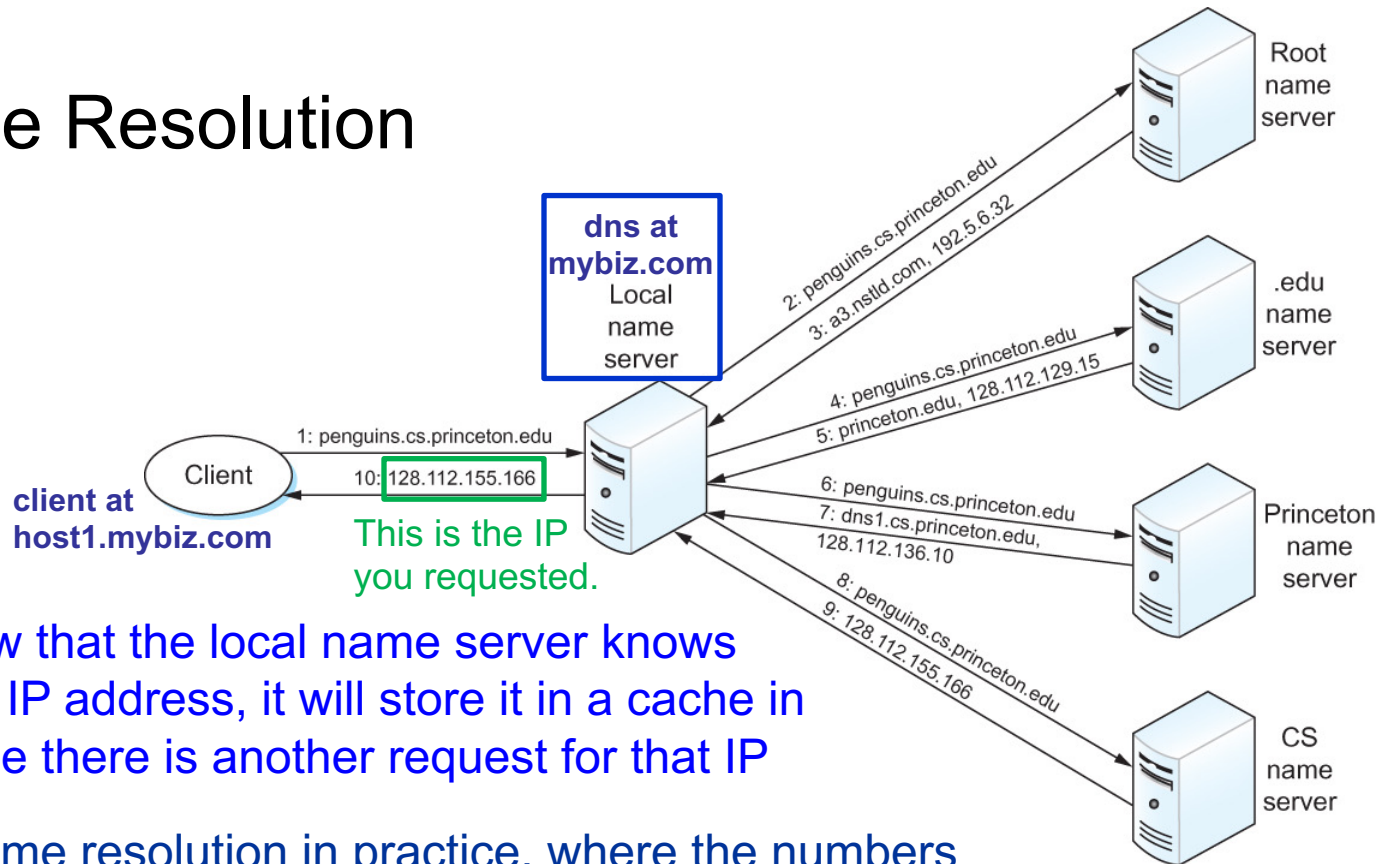 e Resolution
Root
name
server
dns at
mybiz.com
Local
name
server
2: penguins.cs.princeton.edu
3: a3.nstld.com, 192.5.6.32
.edu
name
server
4: penguins.cs.princeton.edu
5: princeton.edu, 128.112.129.15
1: penguins.cs.princeton.edu
Client
10: 128.112.155.166
client at
host1.mybiz.com
This is the IP
you requested.
6: penguins.cs.princeton.edu
7: dns1.cs.princeton.edu,
128.112.136.10
Princeton
name
server
8: penguins.cs.princeton.edu
9: 128.112.155.166
CS
name
server
w that the local name server knows
IP address, it will store it in a cache in
e there is another request for that IP
me resolution in practice, where the numbers